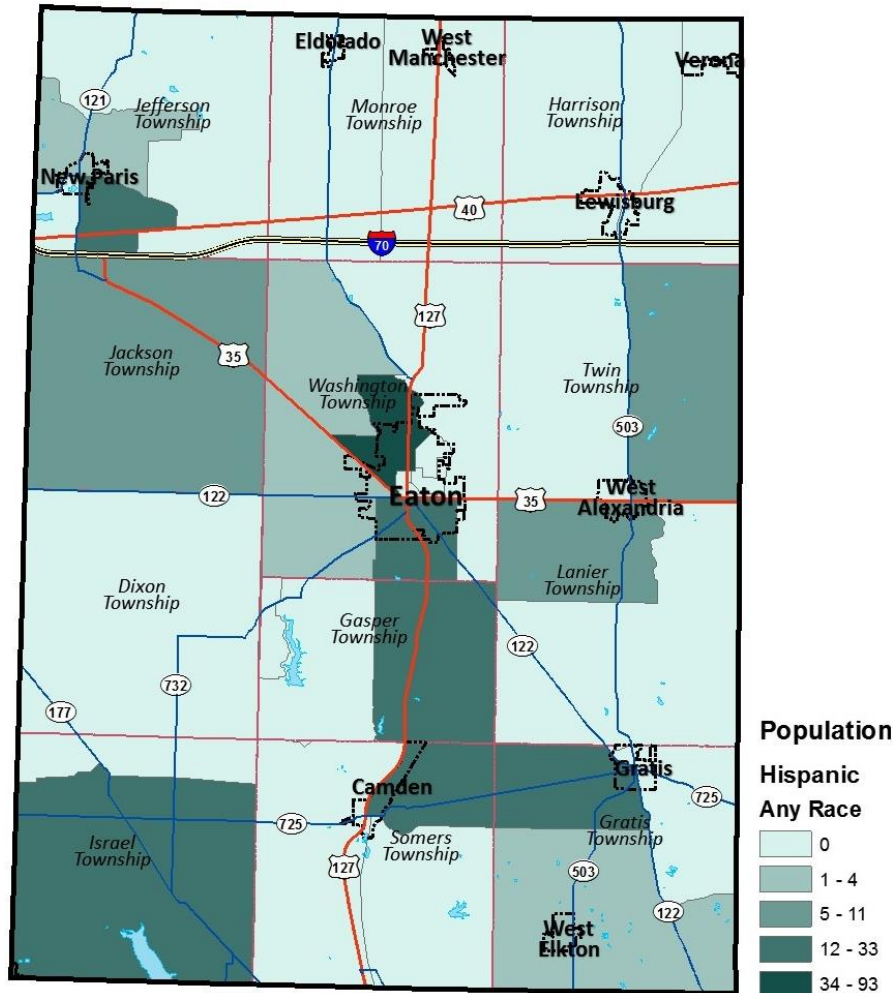 Eldorado
West
Manchester
Verona
121
Jefferson
Township
Monroe
Township
Harrison
Township
New Paris
40
Lewisburg
70
127
Jackson
Township
35
Washington
Township
Twin
Township
503
122
Eaton
35
West
Alexandria
Dixon
Township
Lanier
Township
Gasper
Township
122
732
177
Gratis
Camden
725
725
Israel
Township
Somers
Township
Gratis
Township
127
503
122
West
Elkton
Population
Hispanic
Any Race
0
1 - 4
5 - 11
12 - 33
34 - 93